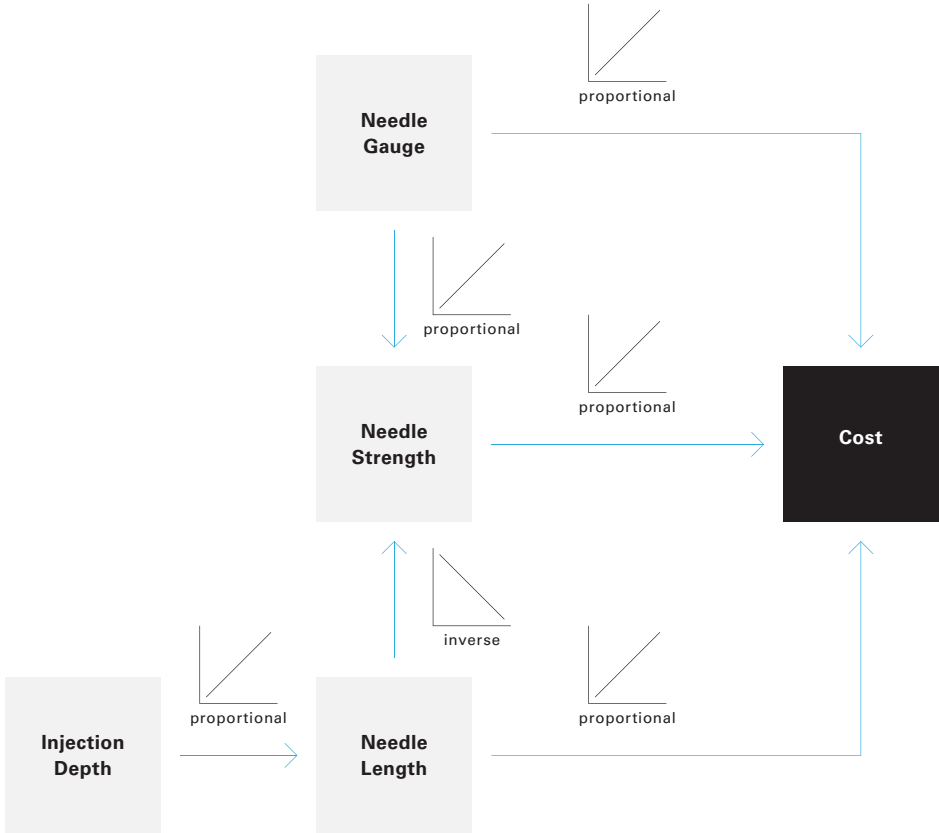 proportional
Needle
Gauge
proportional
proportional
Needle
Strength
Cost
inverse
proportional
proportional
Injection
Depth
Needle
Length